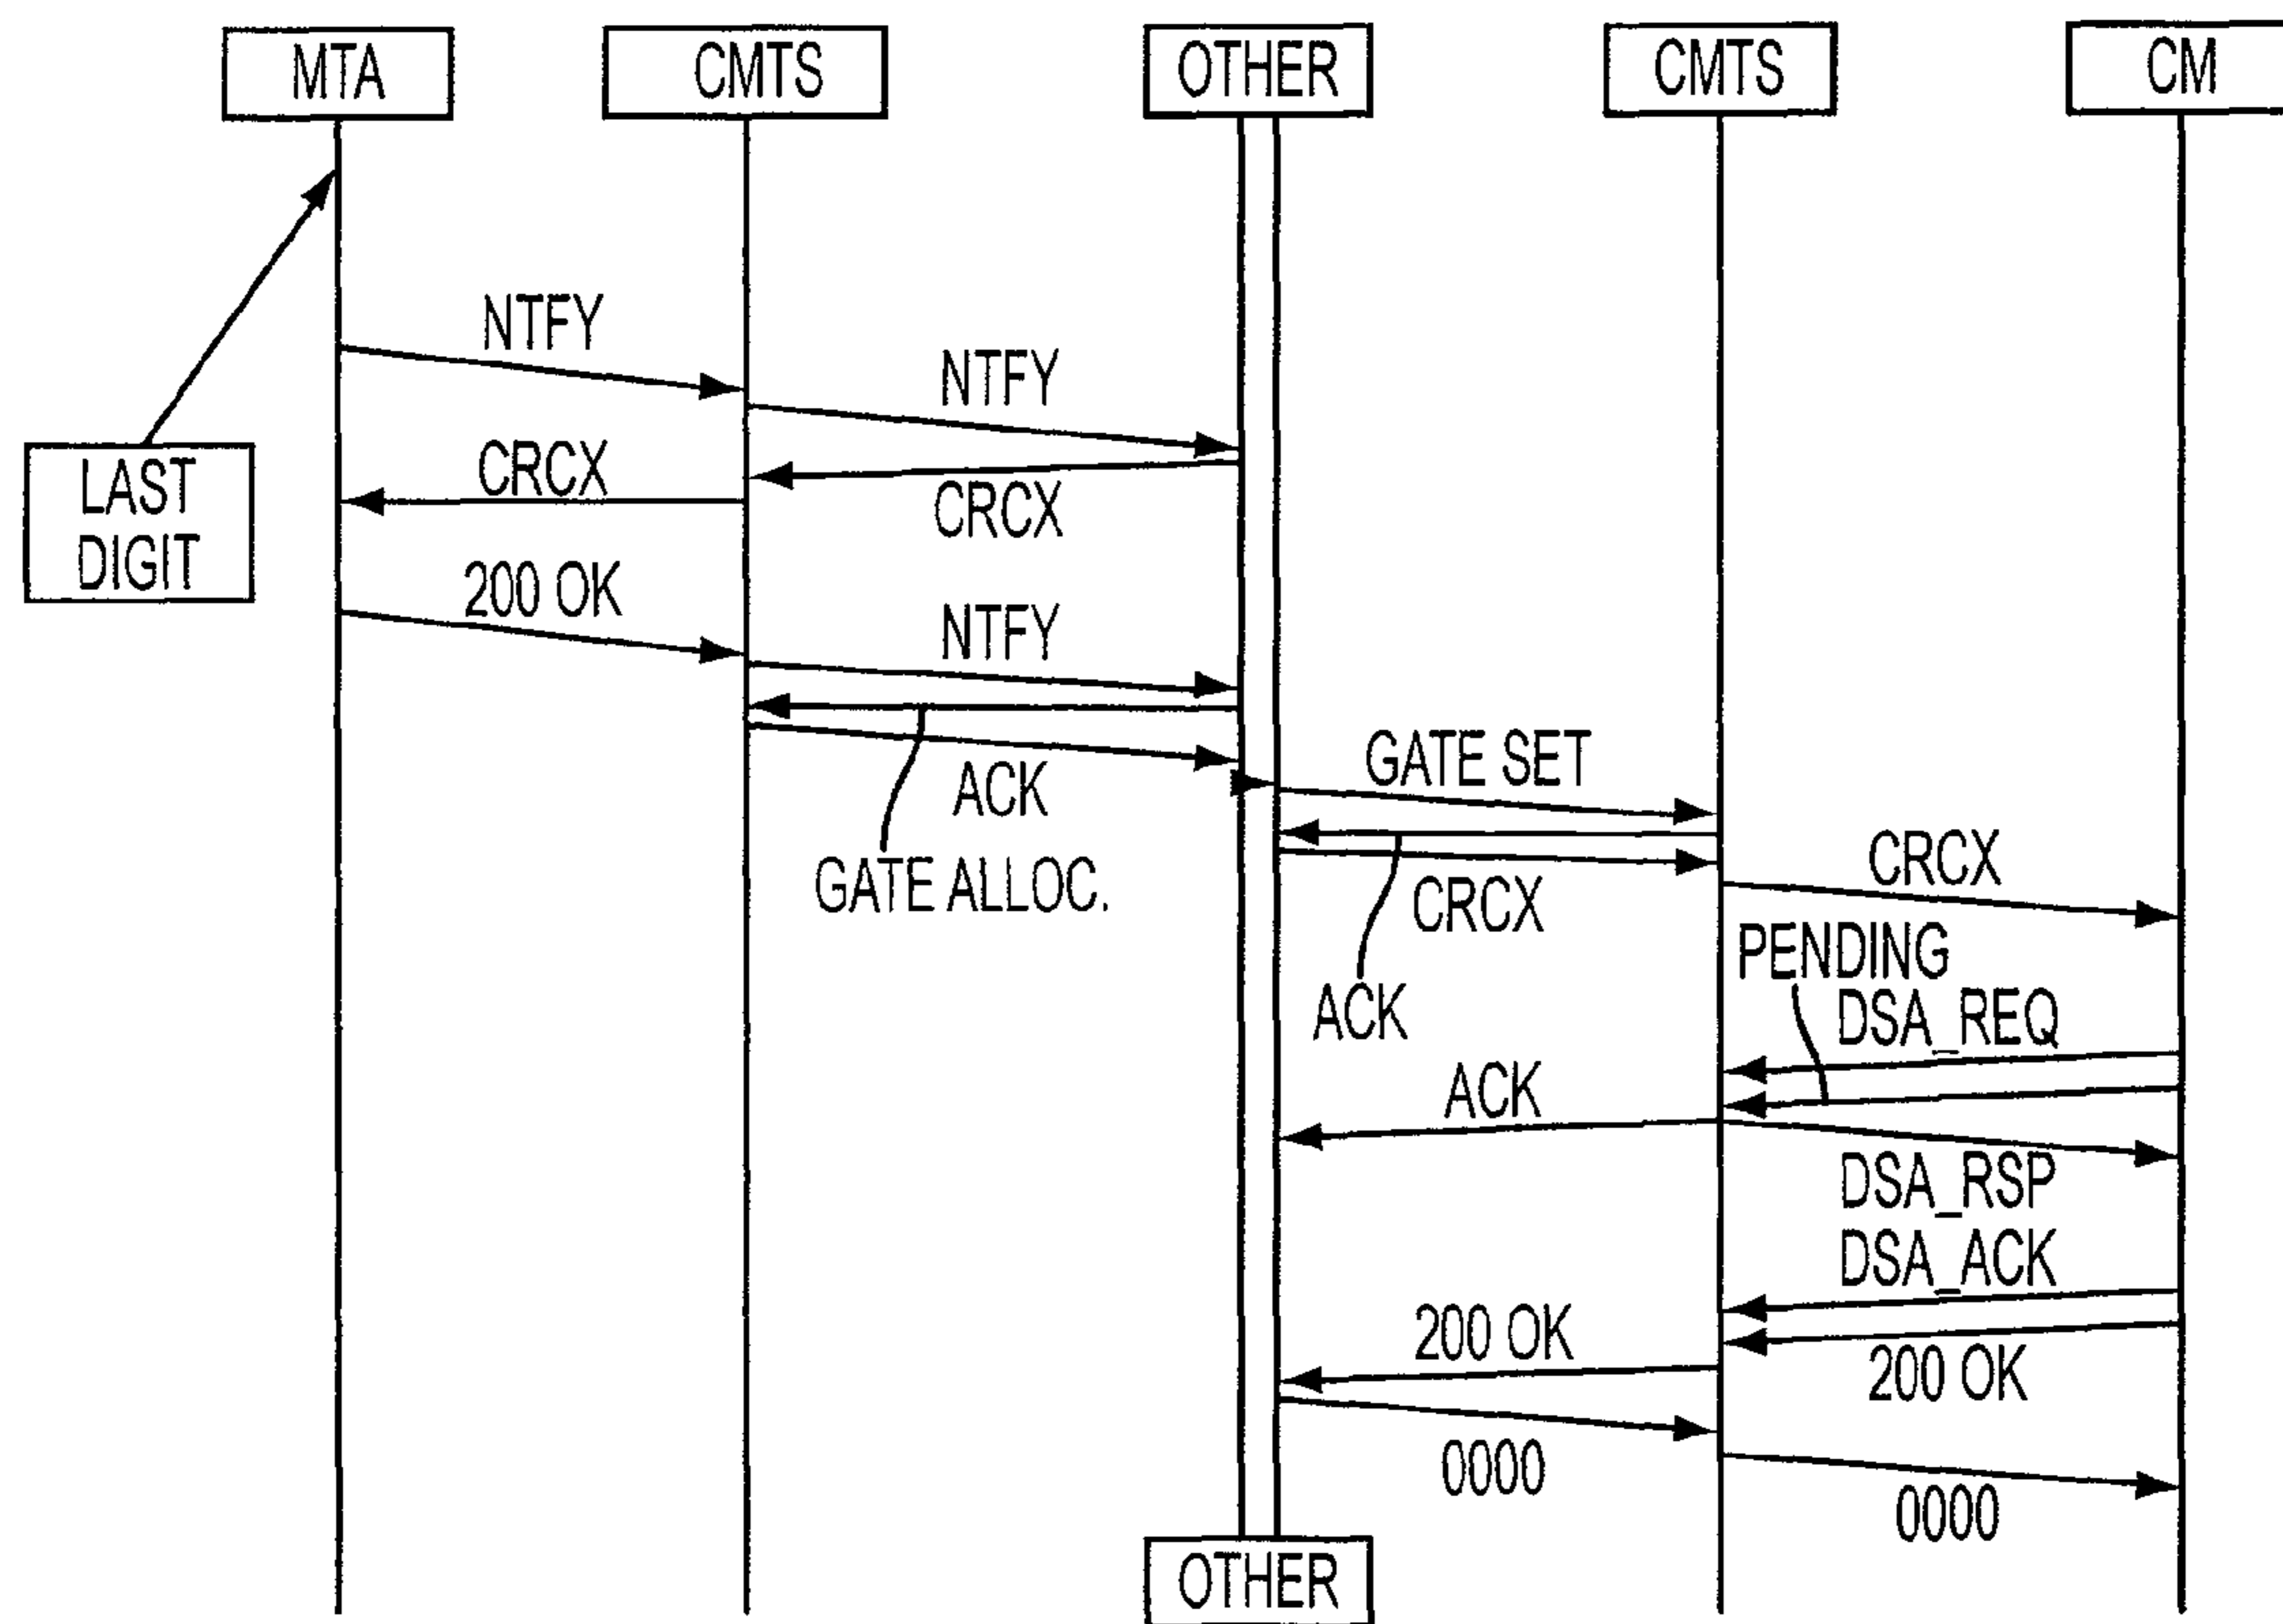 MTA
CMTS
OTHER
CMTS
CM
NTFY
NTFY
LAST
DIGIT
CRCX
CRCX
200 OK
NTFY
GATE SET
ACK
GATE ALLOC.
CRCX
CRCX
PENDING
ACK
DSA_REQ
ACK
DSA_RSP
DSA_ACK
200 OK
200 OK
0000
0000
OTHER